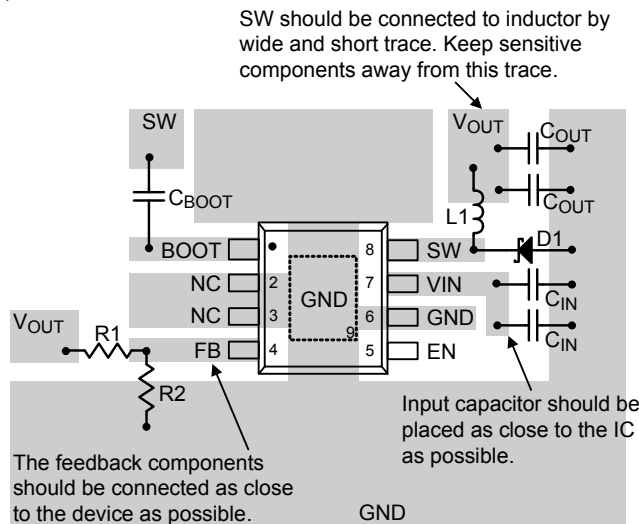 SW should be connected to inductor by
wide and short trace. Keep sensitive
components away from this trace.
SW
VOUT
COUT
CBOOT
COUT
L1
D1
BOOT
8
SW
NC
2
7
VIN
CIN
GND
NC
3
6
GND
9
CIN
VOUT
R1
FB
4
5
EN
R2
Input capacitor should be
placed as close to the IC
as possible.
The feedback components
should be connected as close
to the device as possible.
GND